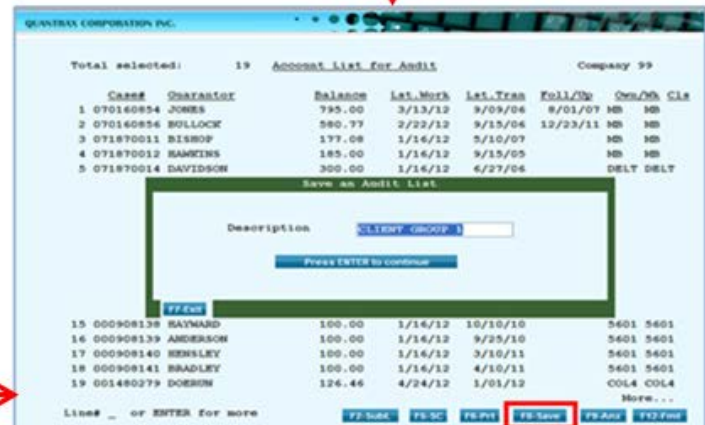 QUANTRAX CORPORATION INC.
Total selected: 19 Account List for Audit Company 99
Case# Guarantor Balance Lst.Work Lst.Tran Foll/Up Own/Wk Cls
1 070160854 JONES 795.00 3/13/12 9/09/06 8/01/07 MB MB
2 070160856 BULLOCK 580.77 2/22/12 9/15/06 12/23/11 MB MB
3 071870011 BISHOP 177.08 1/16/12 5/10/07 MB MB
4 071870012 HAWKINS 185.00 1/16/12 9/15/05 MB MB
5 071870014 DAVIDSON 300.00 1/16/12 6/27/06 DELT DELT
Save an Audit List
Description CLIENT GROUP 1
Press ENTER to continue
F7-Exit
15 000908138 HAYWARD 100.00 1/16/12 10/10/10 5601 5601
16 000908139 ANDERSON 100.00 1/16/12 9/25/10 5601 5601
17 000908140 HENSLEY 100.00 1/16/12 3/10/11 5601 5601
18 000908141 BRADLEY 100.00 1/16/12 4/10/11 5601 5601
19 001480279 DOERUN 126.46 4/24/12 1/01/12 COL4 COL4
More...
Line# _ or ENTER for more F2-Subt F5-SC F6-Prt F8-Save F9-Anz F12-Fmt